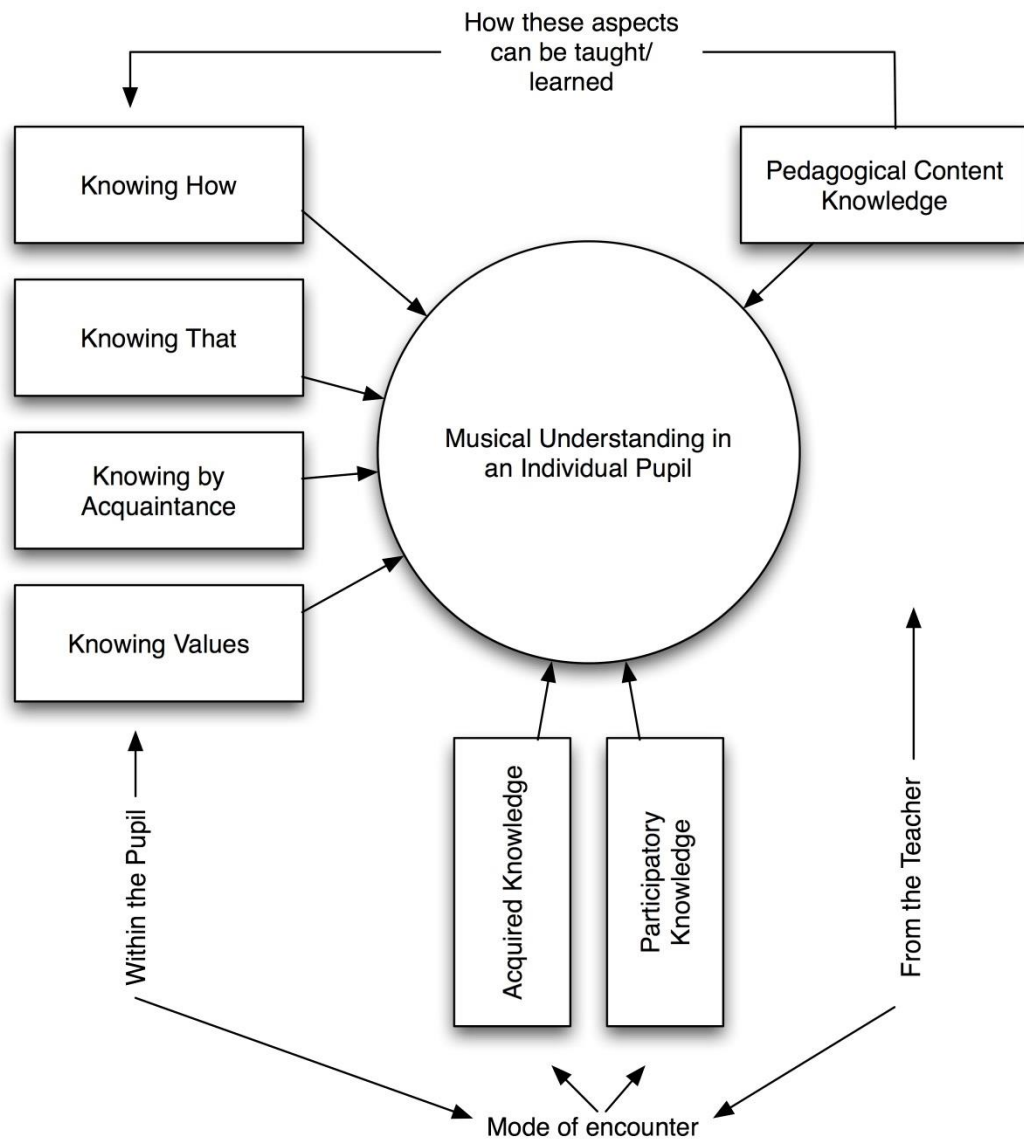 How these aspects
can be taught/
learned
Knowing How
Pedagogical Content
Knowledge
Knowing That
Musical Understanding in
an Individual Pupil
Knowing by
Acquaintance
Knowing Values
Within the Pupil
Acquired Knowledge
Participatory
Knowledge
From the Teacher
Mode of encounter